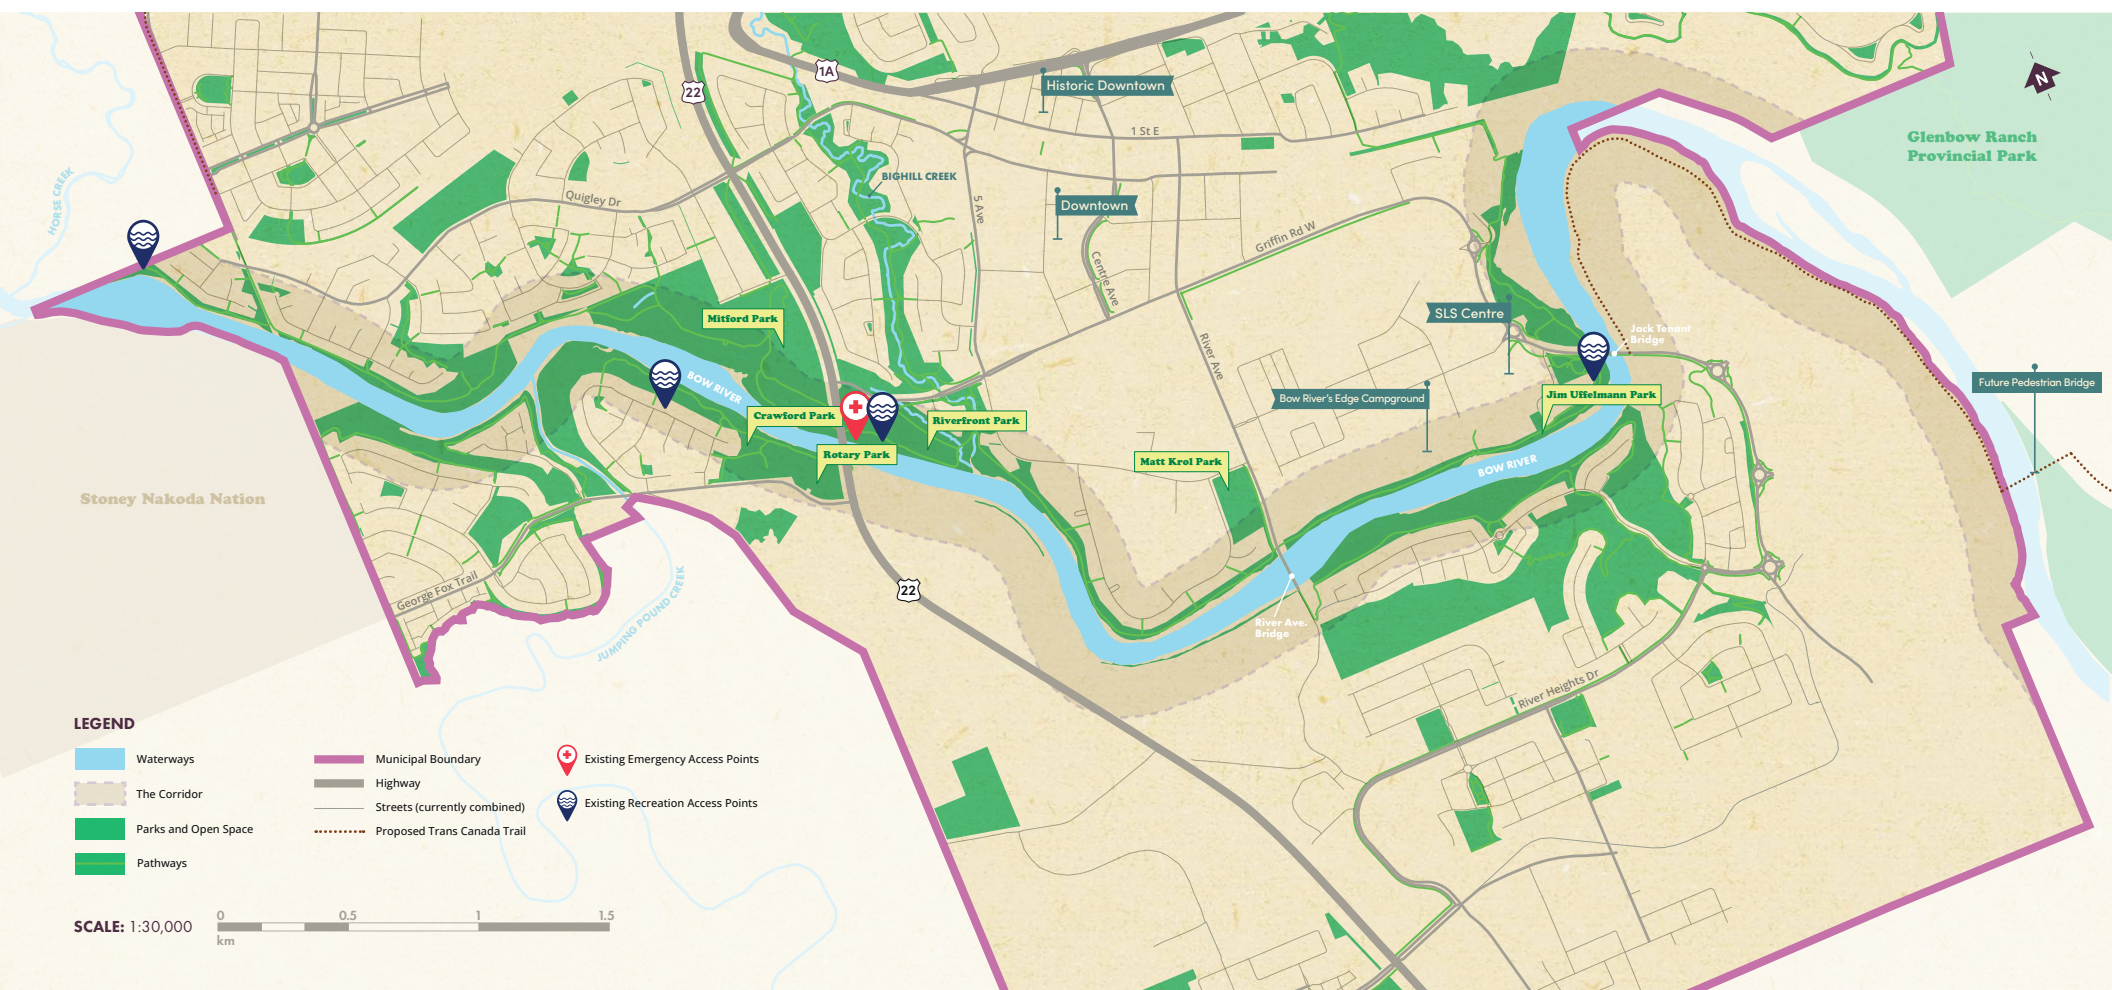 1A
22
Historic Downtown
N
1 St E
Glenbow Ranch
Provincial Park
BIGHILL CREEK
HORSE CREEK
Quigley Dr
5 Ave
Downtown
Griffin Rd W
Centre Ave
Mitford Park
SLS Centre
Jack Tenant
Bridge
River Ave
BOW RIVER
Future Pedestrian Bridge
Bow River's Edge Campground
Jim Uffelmann Park
Crawford Park
Riverfront Park
Rotary Park
Matt Krol Park
BOW RIVER
Stoney Nakoda Nation
George Fox Trail
22
JUMPING POUND CREEK
River Ave.
Bridge
River Heights Dr
LEGEND
Waterways
The Corridor
Parks and Open Space
Pathways
Municipal Boundary
Highway
Streets (currently combined)
Proposed Trans Canada Trail
Existing Emergency Access Points
Existing Recreation Access Points
SCALE: 1:30,000
0 0.5 1 1.5
km